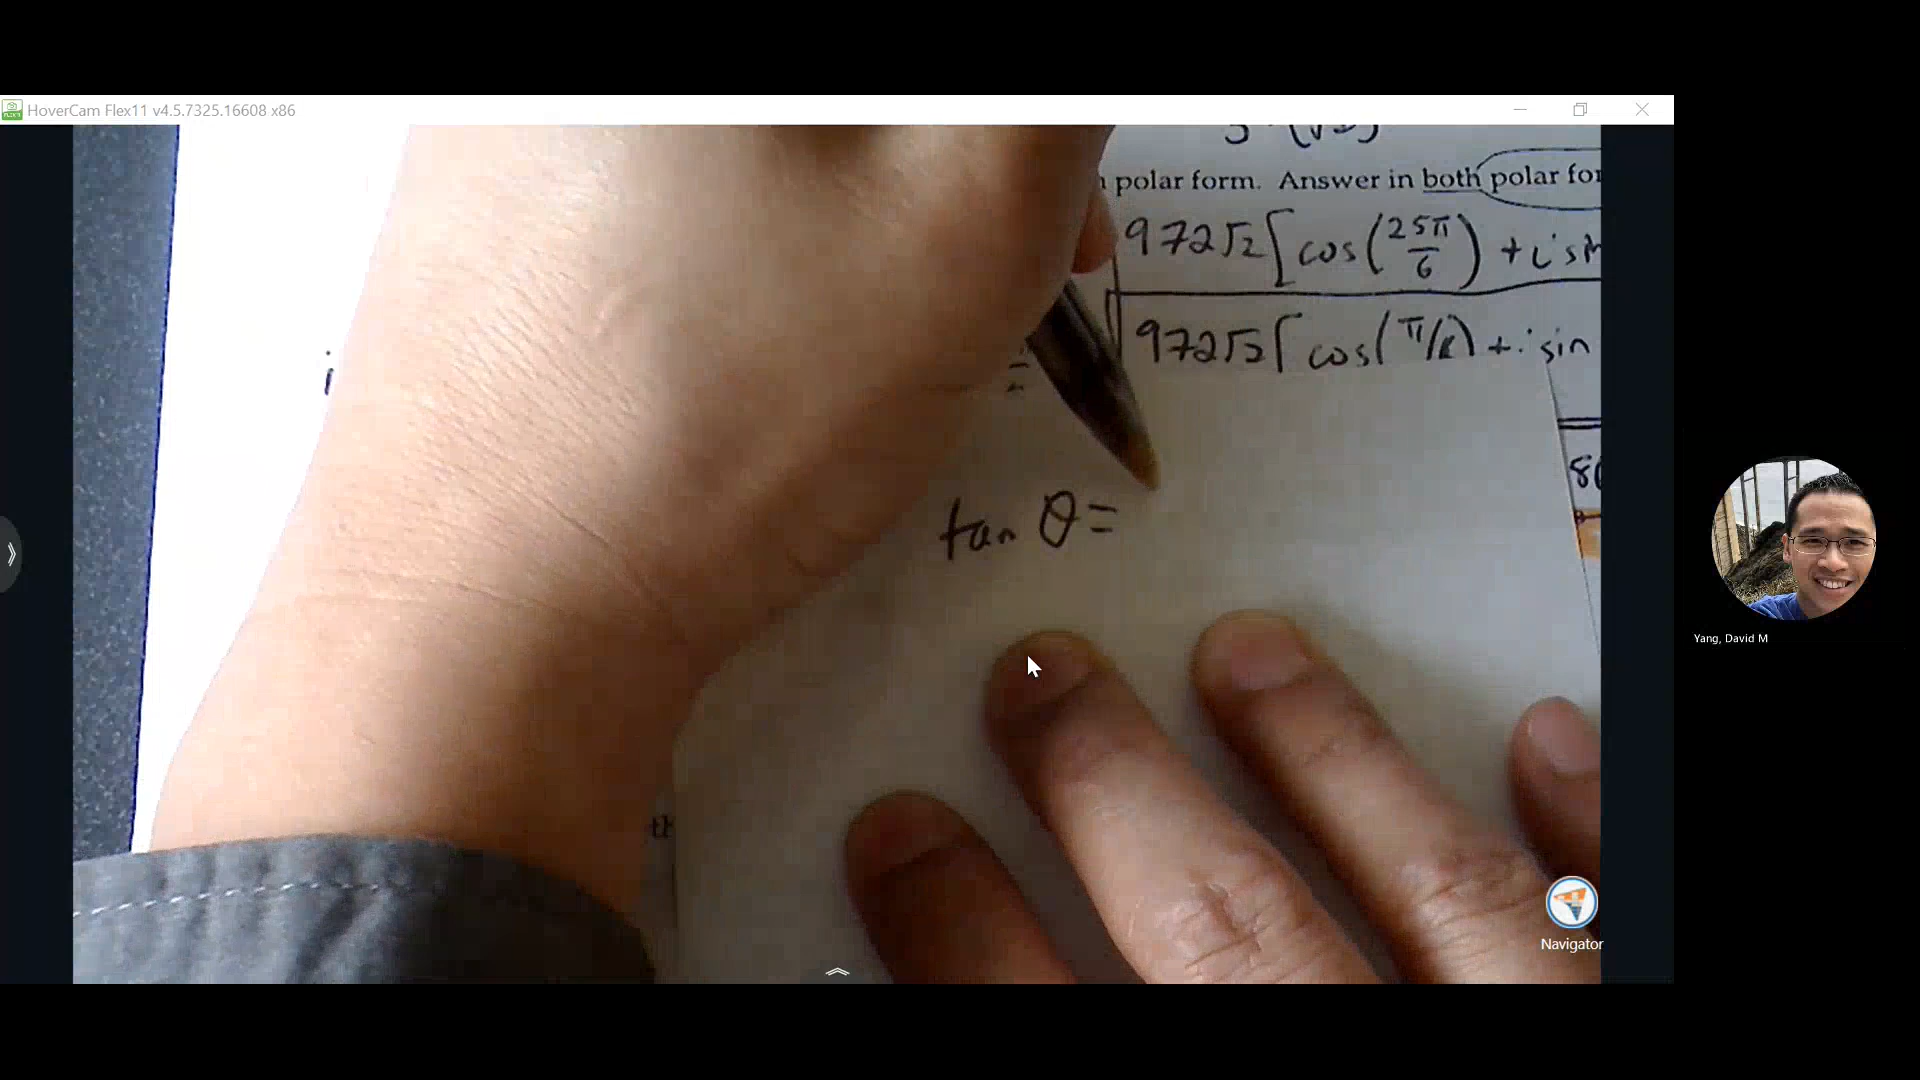 HoverCam Flex11 v4.5.7325.16608 x86
polar form. Answer in both polar for
972√2 [ cos(25π/6) + i sin
972√2 [ cos(π/6) + i sin
i
=
tan θ =
Yang, David M
th
Navigator